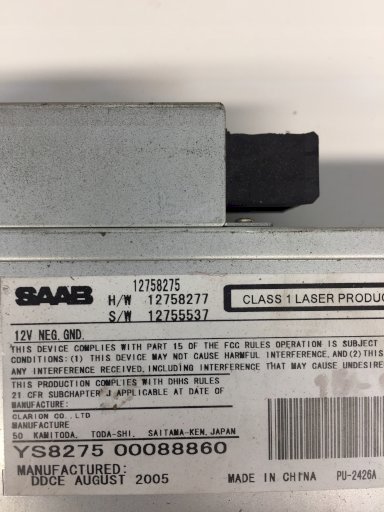 12758275
SAAB H/W 12758277 CLASS 1 LASER PRODUC
S/W 12755537
12V NEG. GND.
THIS DEVICE COMPLIES WITH PART 15 OF THE FCC RULES OPERATION IS SUBJECT
CONDITIONS: (1) THIS DEVICE MAY NOT CAUSE HARMFUL INTERFERENCE, AND (2) THIS
ANY INTERFERENCE RECEIVED, INCLUDING INTERFERENCE THAT MAY CAUSE UNDESIRE
THIS PRODUCTION COMPLIES WITH DHHS RULES
21 CFR SUBCHAPTER J APPLICABLE AT DATE OF
MANUFACTURE:
CLARION CO., LTD
MANUFACTURE
50 KAMITODA, TODA-SHI, SAITAMA-KEN, JAPAN
YS8275 00088860
MANUFACTURED:
DDCE AUGUST 2005 MADE IN CHINA PU-2426A